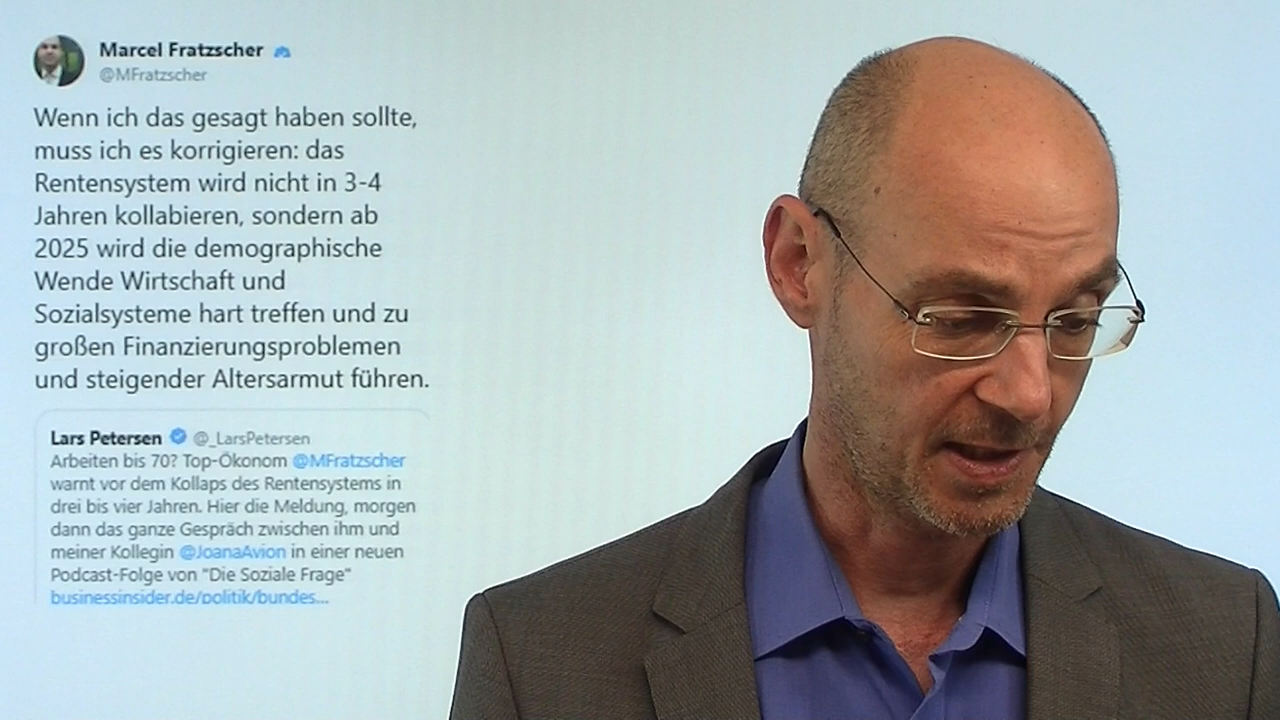 Marcel Fratzscher
@MFratzscher
Wenn ich das gesagt haben sollte,
muss ich es korrigieren: das
Rentensystem wird nicht in 3-4
Jahren kollabieren, sondern ab
2025 wird die demographische
Wende Wirtschaft und
Sozialsysteme hart treffen und zu
großen Finanzierungsproblemen
und steigender Altersarmut führen.
Lars Petersen @_LarsPetersen
Arbeiten bis 70? Top-Ökonom @MFratzscher
warnt vor dem Kollaps des Rentensystems in
drei bis vier Jahren. Hier die Meldung, morgen
dann das ganze Gespräch zwischen ihm und
meiner Kollegin @JoanaAvion in einer neuen
Podcast-Folge von "Die Soziale Frage"
businessinsider.de/politik/bundes...